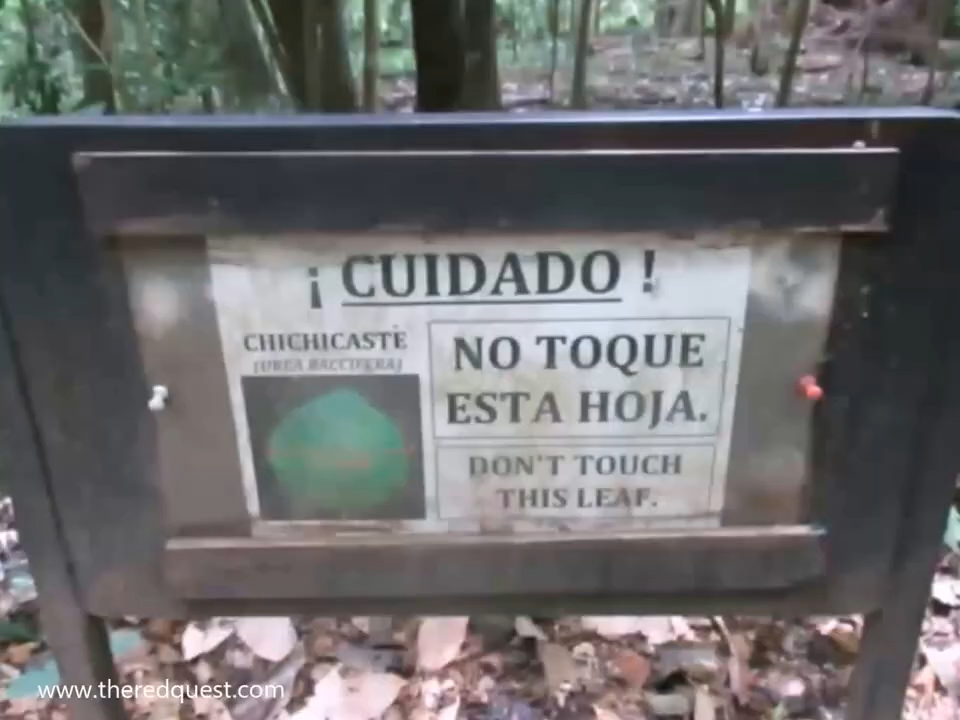 ¡ CUIDADO !
CHICHICASTE
(UREA BACCIFERA)
NO TOQUE
ESTA HOJA.
DON'T TOUCH
THIS LEAF.
www.theredquest.com